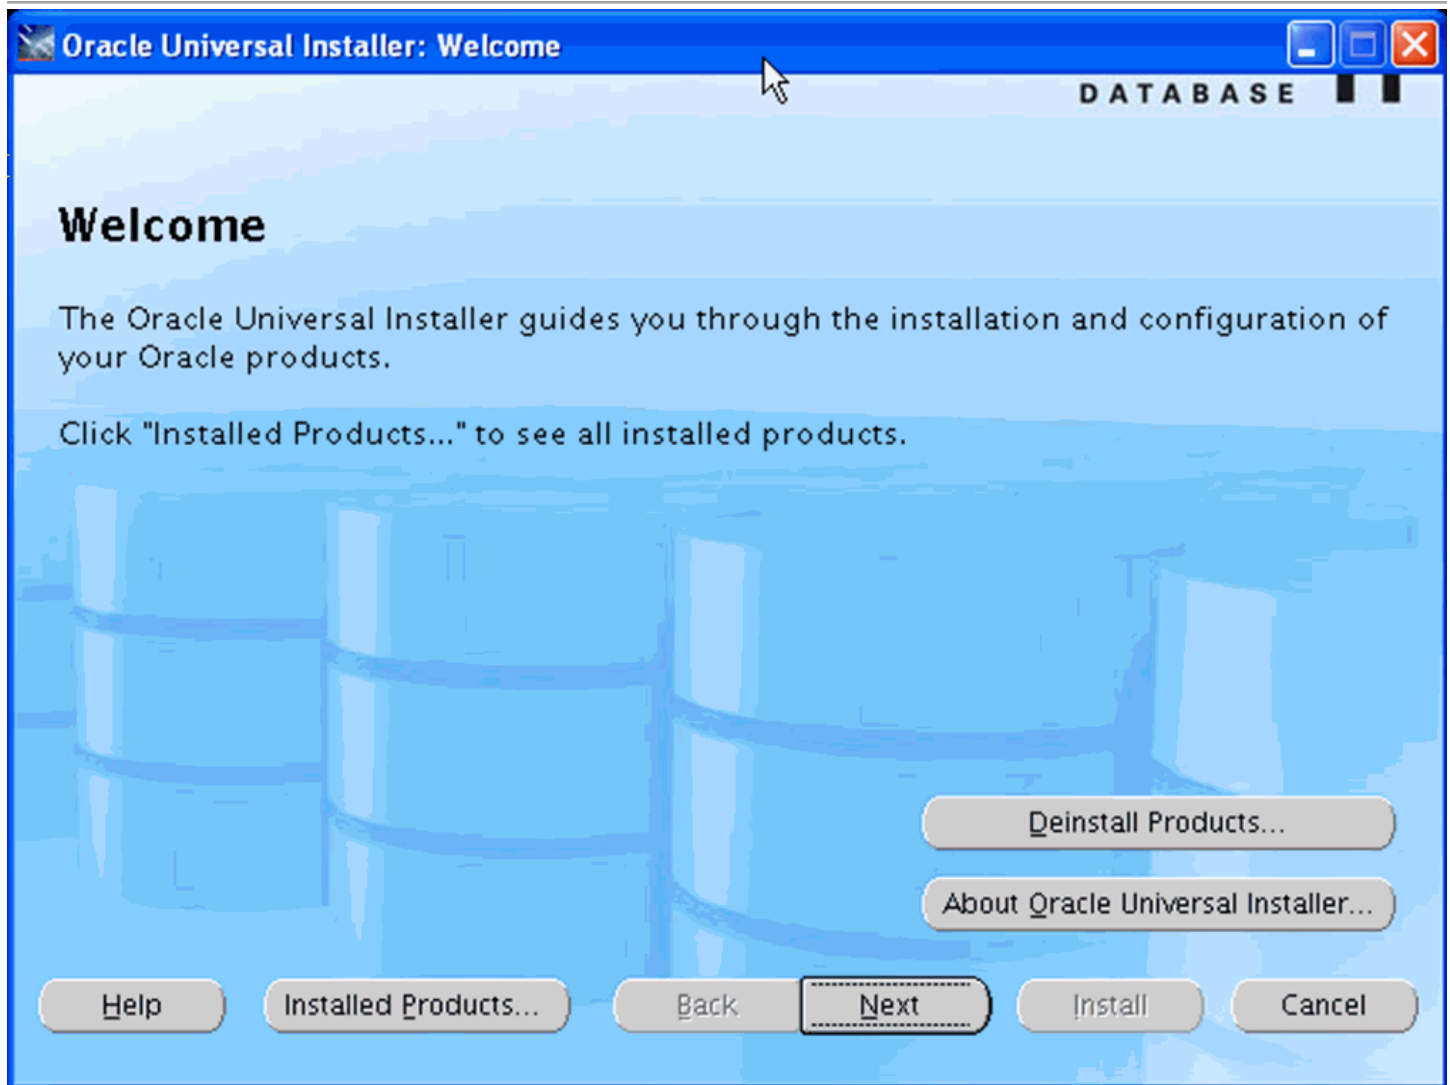 Oracle Universal Installer: Welcome
DATABASE
Welcome
The Oracle Universal Installer guides you through the installation and configuration of
your Oracle products.
Click "Installed Products..." to see all installed products.
Deinstall Products...
About Oracle Universal Installer...
Help Installed Products... Back Next Install Cancel